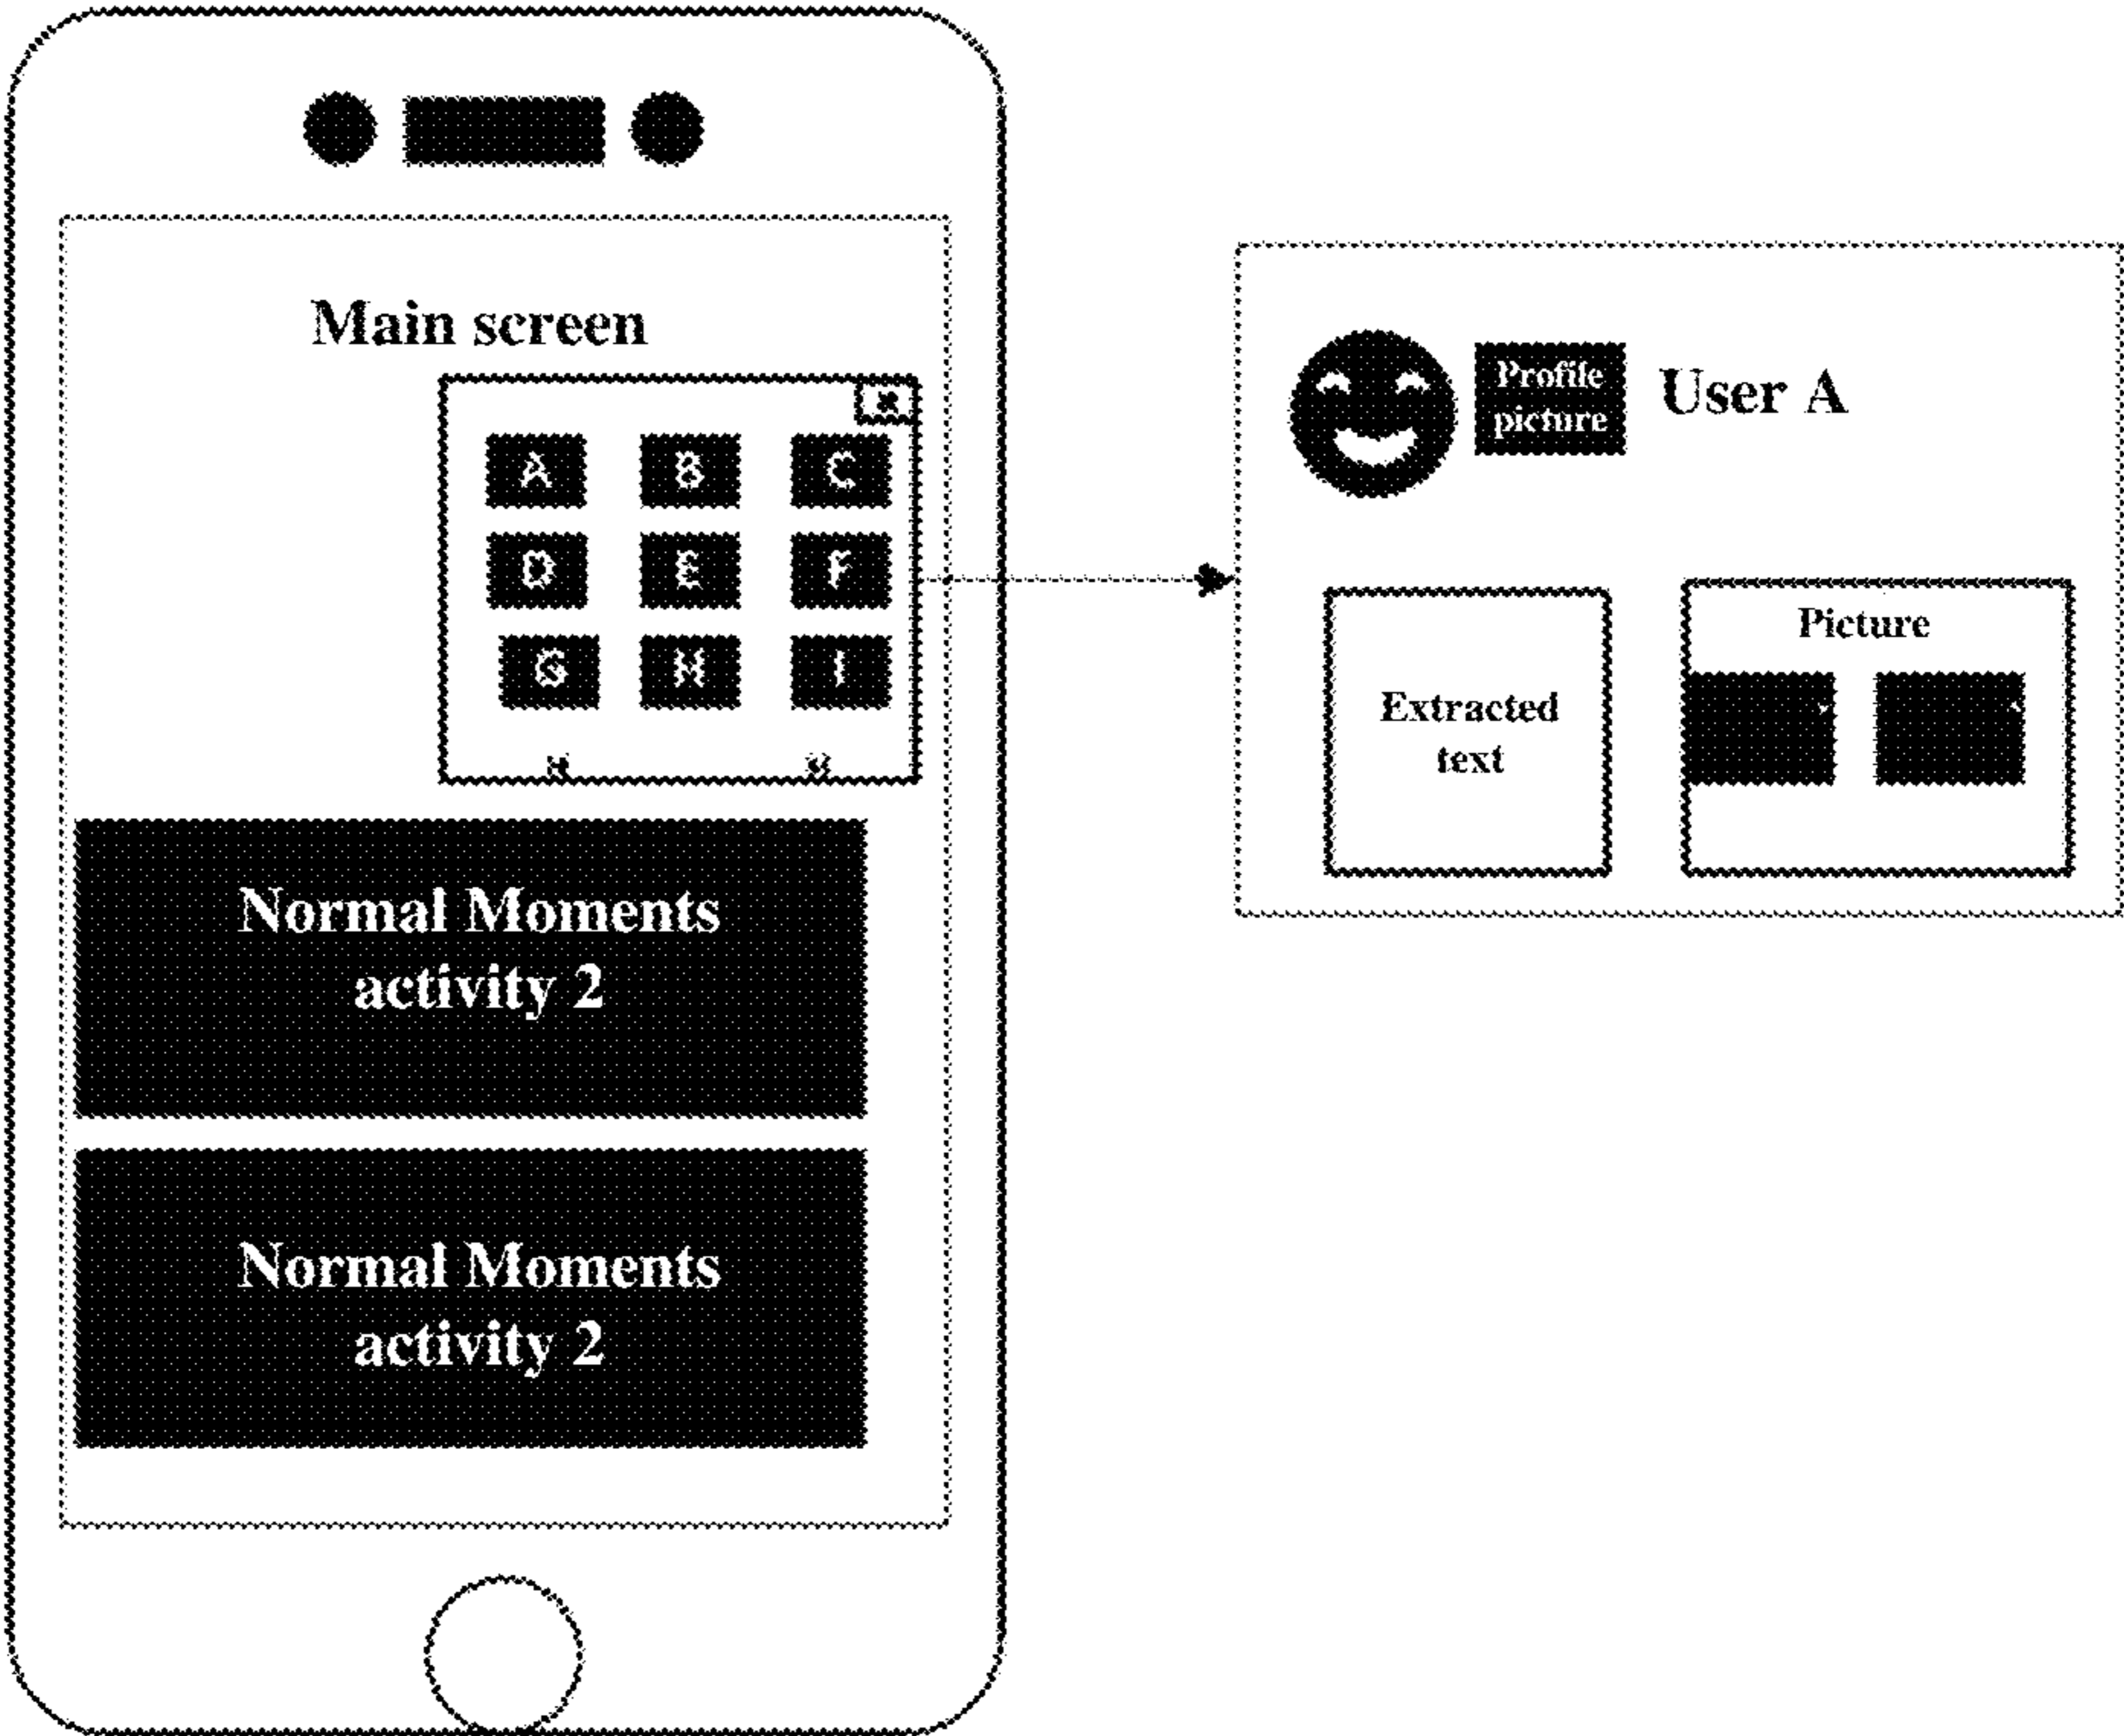 Main screen
A B C
D E F
G H I
Normal Moments
activity 2
Normal Moments
activity 2
Profile
picture
User A
Extracted
text
Picture